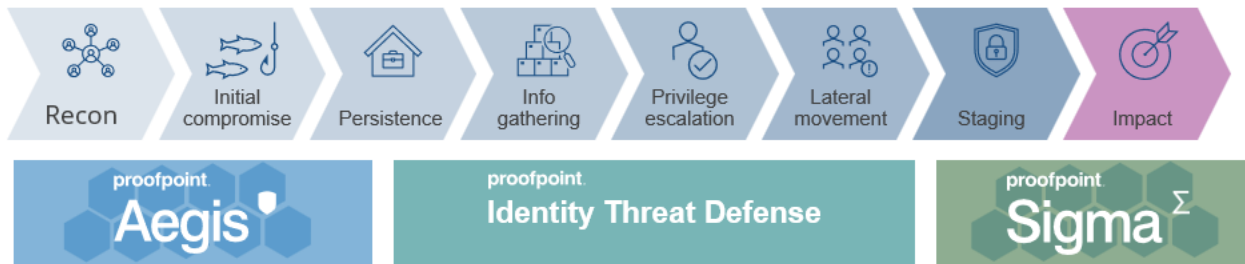 Recon
Initial
compromise
Persistence
Info
gathering
Privilege
escalation
Lateral
movement
Staging
Impact
proofpoint.
Aegis
proofpoint.
Identity Threat Defense
proofpoint.
Sigma Σ